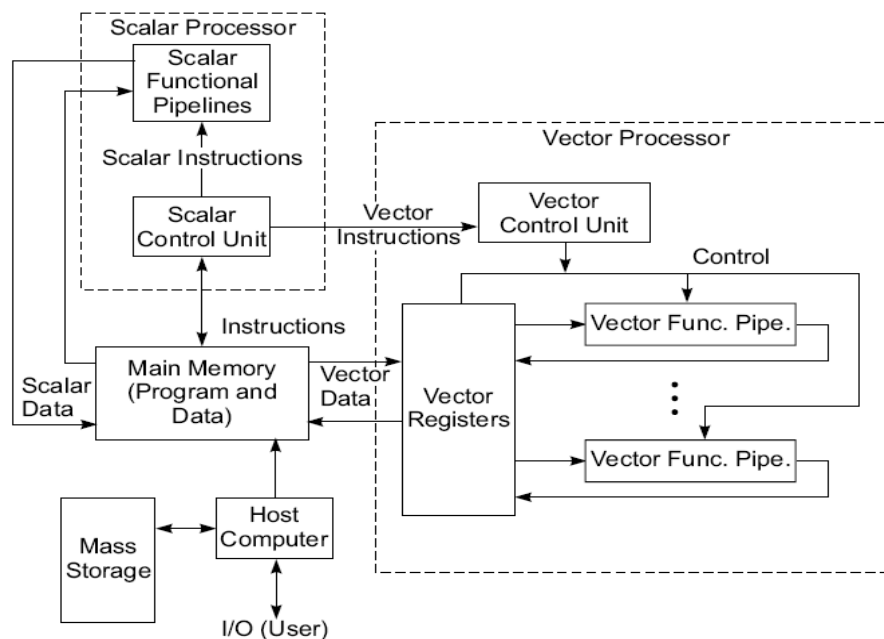 Scalar Processor
Scalar
Functional
Pipelines
Scalar Instructions
Scalar
Control Unit
Vector Processor
Vector
Instructions
Vector
Control Unit
Control
Vector Func. Pipe.
Instructions
Main Memory
(Program and
Data)
Scalar
Data
Vector
Data
Vector
Registers
Vector Func. Pipe.
Mass
Storage
Host
Computer
I/O (User)